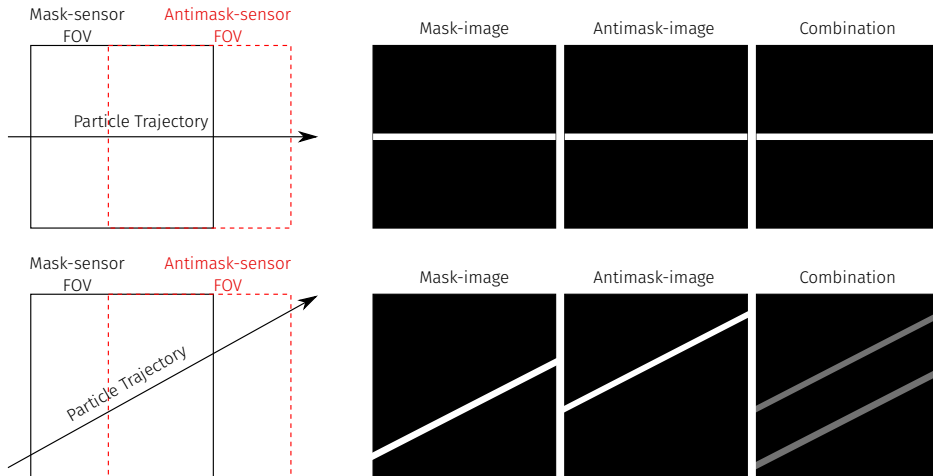 Mask-sensor
FOV
Antimask-sensor
FOV
Particle Trajectory
Mask-image
Antimask-image
Combination
Mask-sensor
FOV
Antimask-sensor
FOV
Particle Trajectory
Mask-image
Antimask-image
Combination